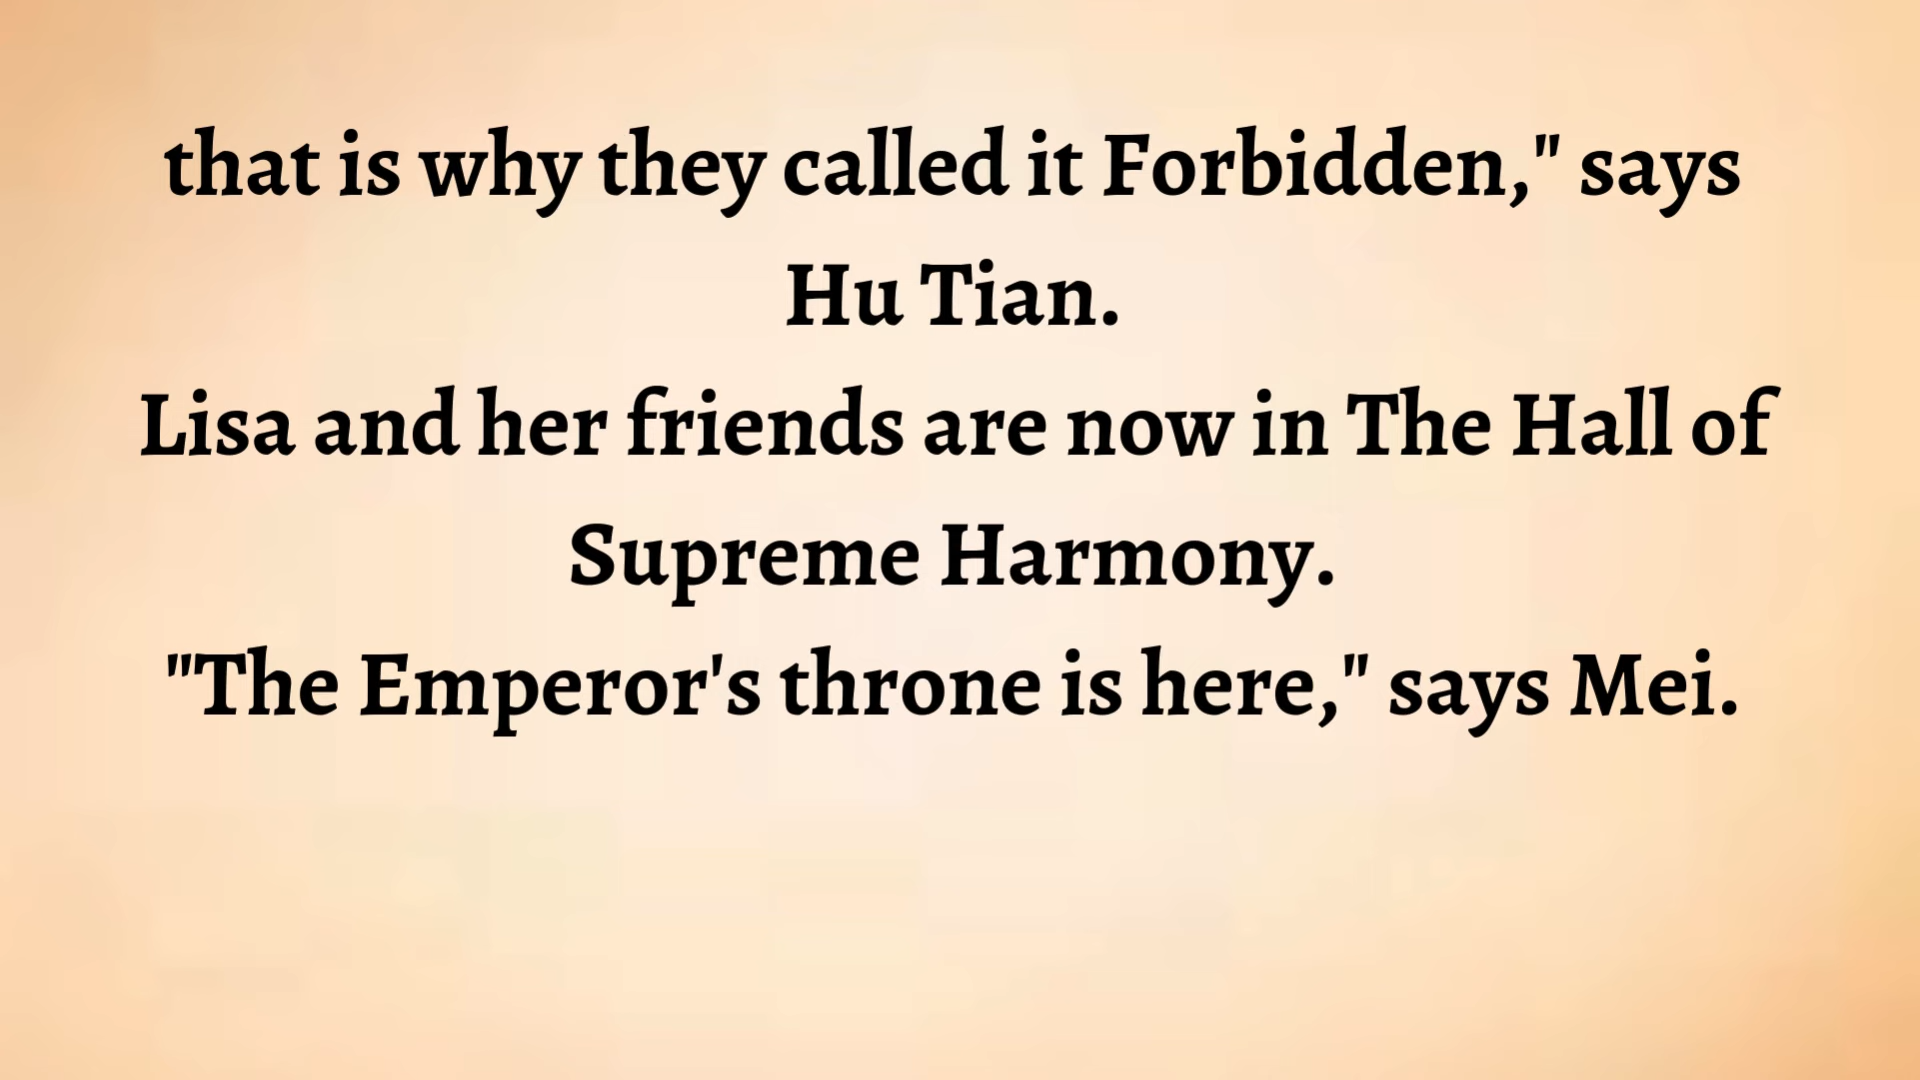 that is why they called it Forbidden," says
Hu Tian.
Lisa and her friends are now in The Hall of
Supreme Harmony.
"The Emperor's throne is here," says Mei.